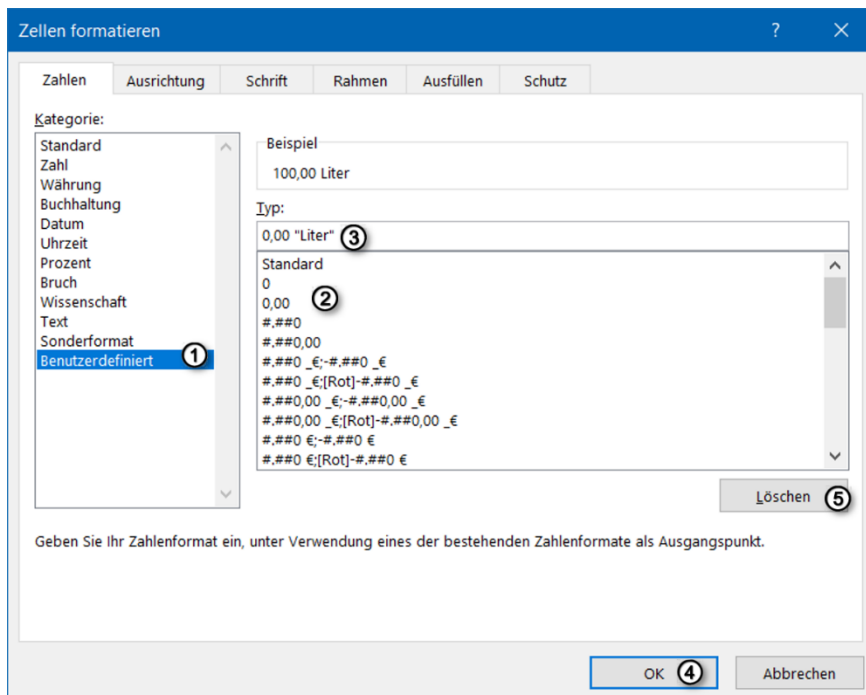 Zellen formatieren ? ×
Zahlen Ausrichtung Schrift Rahmen Ausfüllen Schutz
Kategorie:
Standard
Zahl
Währung
Buchhaltung
Datum
Uhrzeit
Prozent
Bruch
Wissenschaft
Text
Sonderformat
Benutzerdefiniert ①
Beispiel
100,00 Liter
Typ:
0,00 "Liter" ③
Standard
0
0,00 ②
#.##0
#.##0,00
#.##0 _€;-#.##0 _€
#.##0 _€;[Rot]-#.##0 _€
#.##0,00 _€;-#.##0,00 _€
#.##0,00 _€;[Rot]-#.##0,00 _€
#.##0 €;-#.##0 €
#.##0 €;[Rot]-#.##0 €
Löschen ⑤
Geben Sie Ihr Zahlenformat ein, unter Verwendung eines der bestehenden Zahlenformate als Ausgangspunkt.
OK ④ Abbrechen